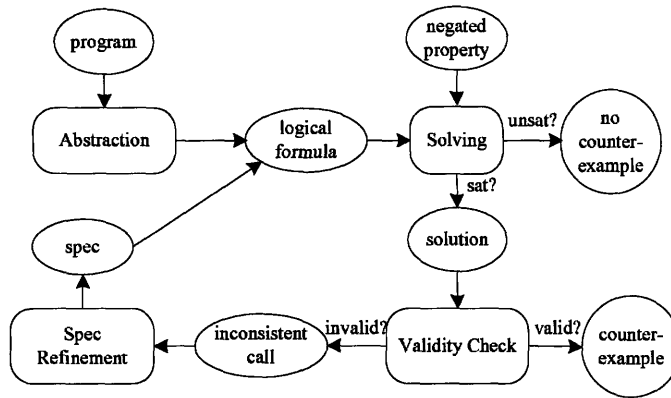 program
negated
property
Abstraction
logical
formula
Solving
unsat?
no
counter-
example
sat?
spec
solution
Spec
Refinement
inconsistent
call
invalid?
Validity Check
valid?
counter-
example